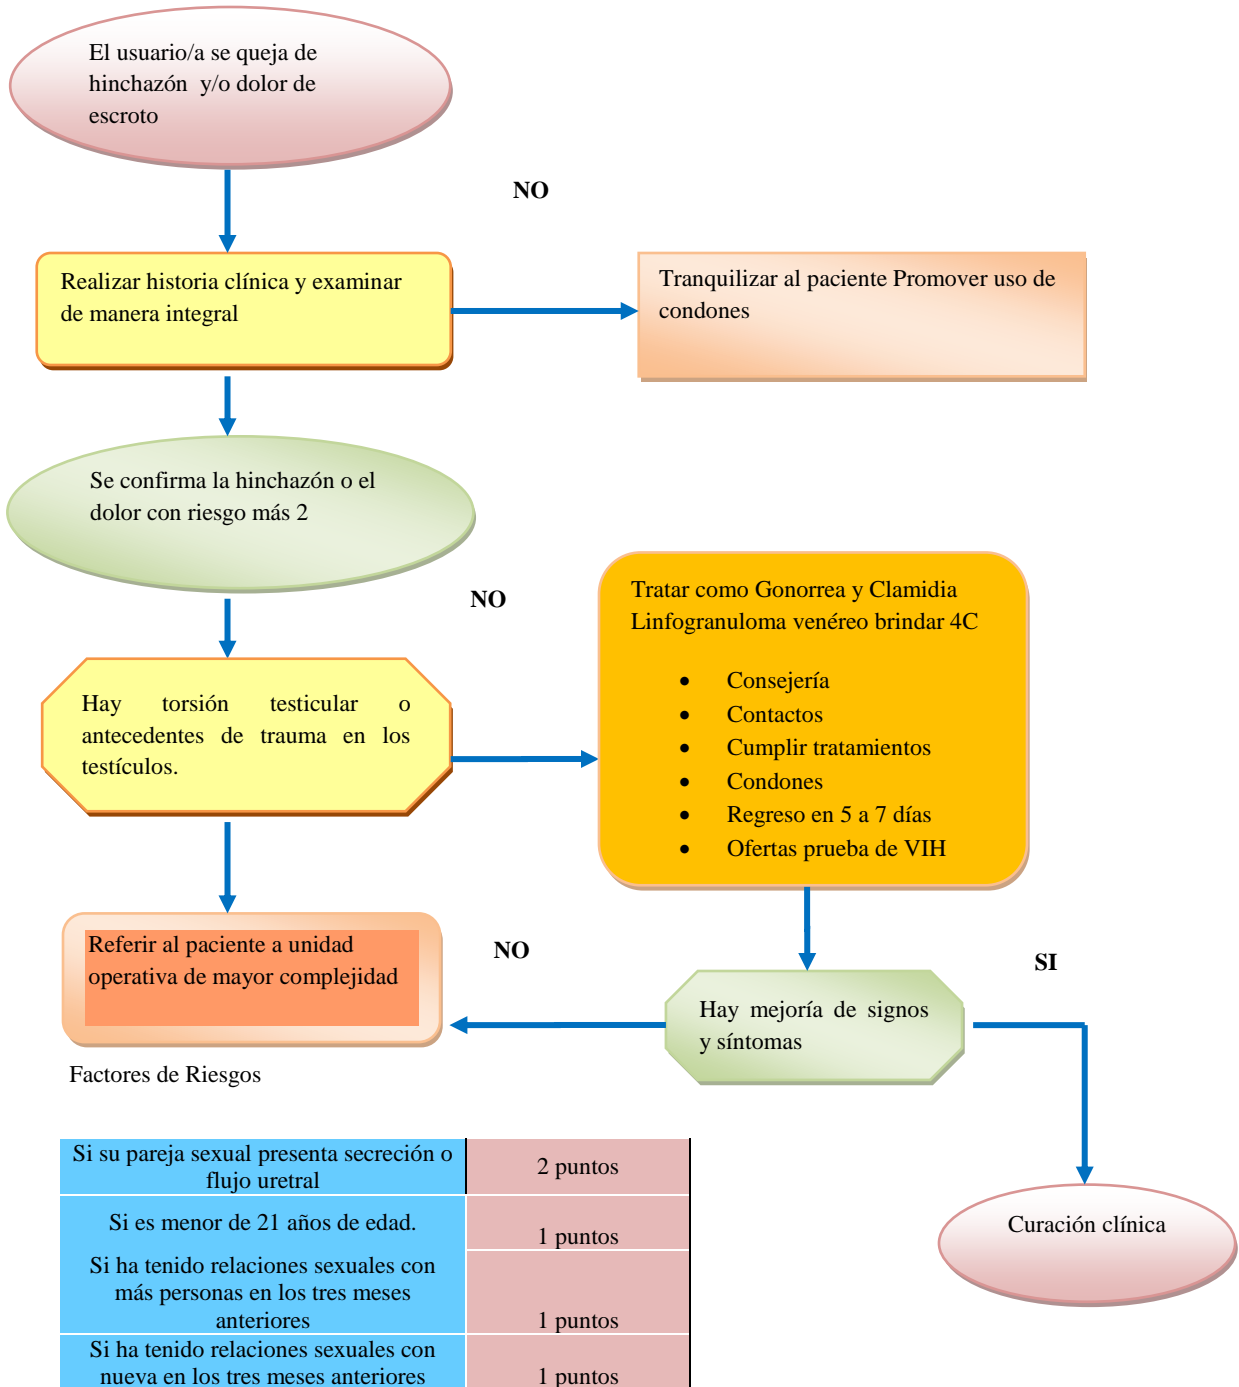 El usuario/a se queja de
hinchazón y/o dolor de
escroto
NO
Realizar historia clínica y examinar
de manera integral
Tranquilizar al paciente Promover uso de
condones
Se confirma la hinchazón o el
dolor con riesgo más 2
NO
Tratar como Gonorrea y Clamidia
Linfogranuloma venéreo brindar 4C
• Consejería
• Contactos
• Cumplir tratamientos
• Condones
• Regreso en 5 a 7 días
• Ofertas prueba de VIH
Hay torsión testicular o
antecedentes de trauma en los
testículos.
Referir al paciente a unidad
operativa de mayor complejidad
NO
Hay mejoría de signos
y síntomas
SI
Curación clínica
Factores de Riesgos
Si su pareja sexual presenta secreción o
flujo uretral
2 puntos
Si es menor de 21 años de edad.
1 puntos
Si ha tenido relaciones sexuales con
más personas en los tres meses
anteriores
1 puntos
Si ha tenido relaciones sexuales con
nueva en los tres meses anteriores
1 puntos